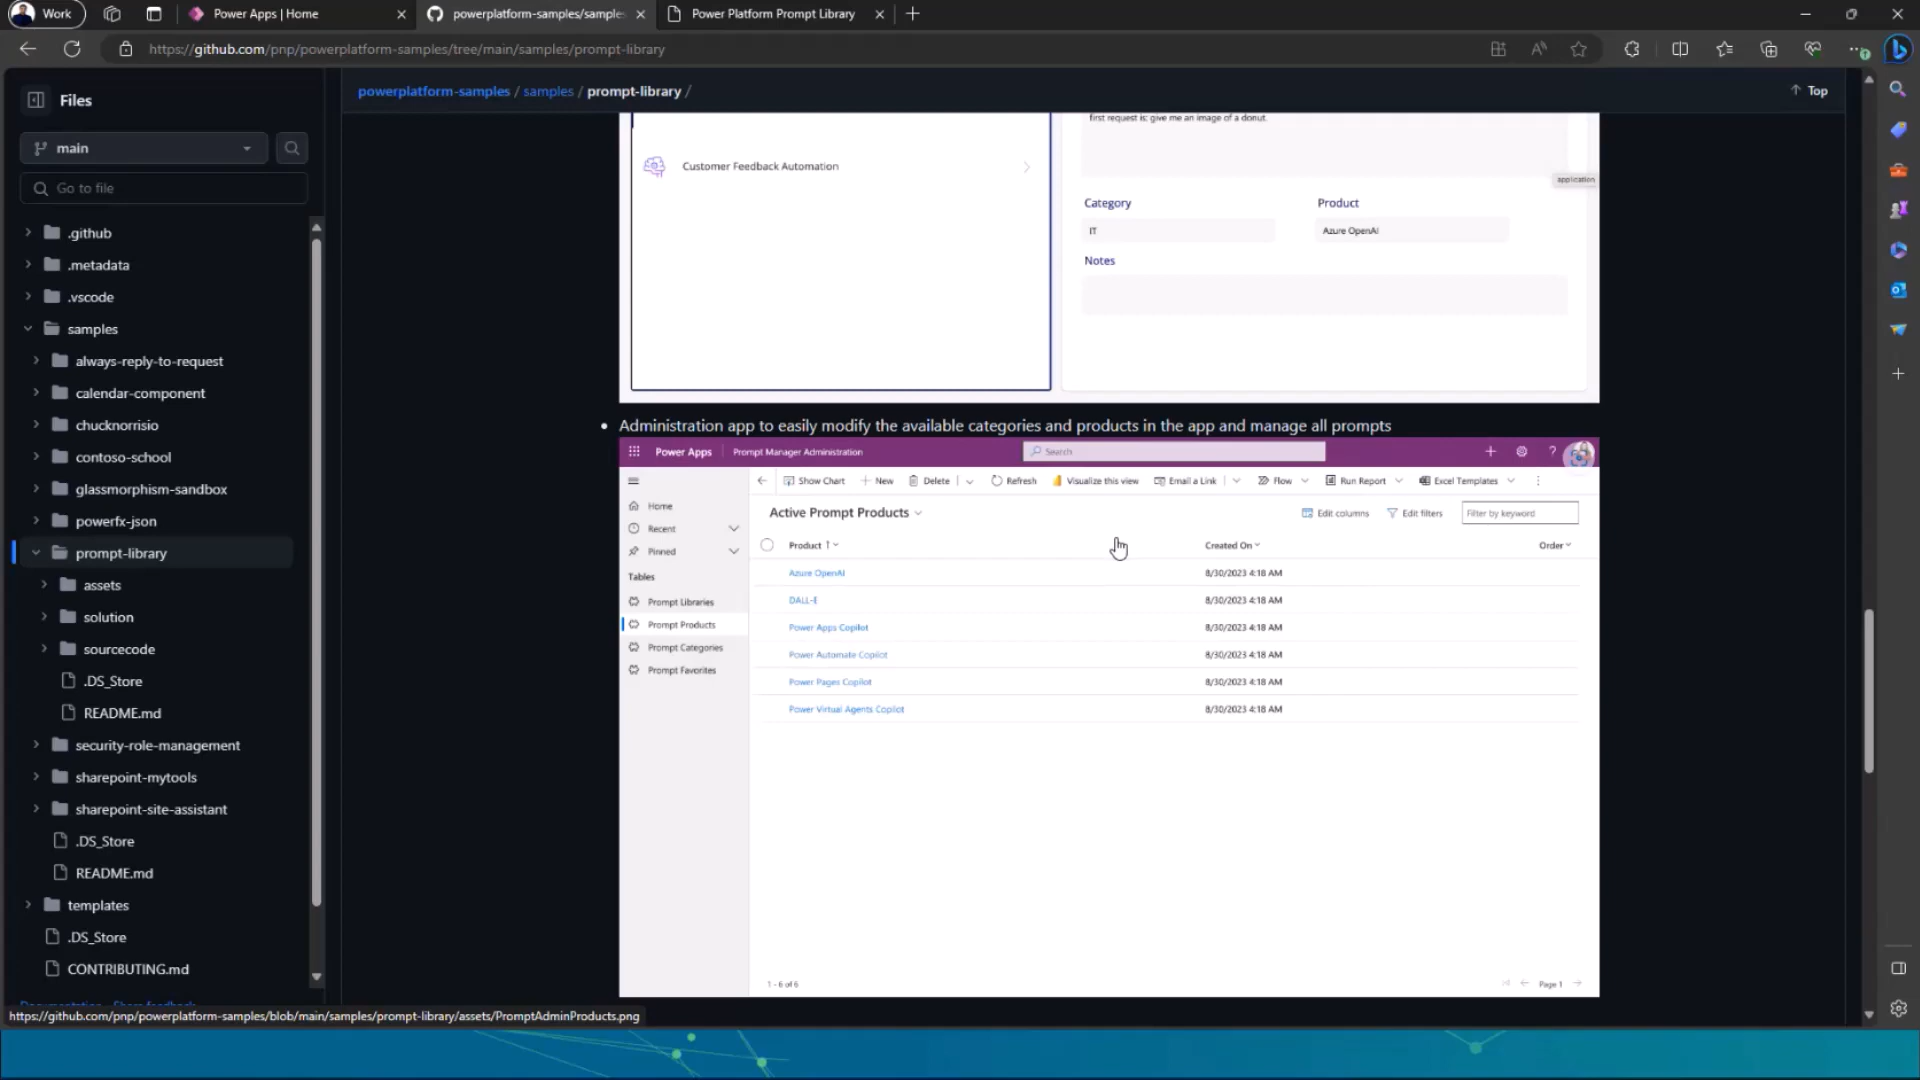 Work
Power Apps | Home
powerplatform-samples/sample
Power Platform Prompt Library
https://github.com/pnp/powerplatform-samples/tree/main/samples/prompt-library
Files
main
Go to file
.github
.metadata
.vscode
samples
always-reply-to-request
calendar-component
chucknorrisio
contoso-school
glassmorphism-sandbox
powerfx-json
prompt-library
assets
solution
sourcecode
.DS_Store
README.md
security-role-management
sharepoint-mytools
sharepoint-site-assistant
.DS_Store
README.md
templates
.DS_Store
CONTRIBUTING.md
Documentation Share feedback
https://github.com/pnp/powerplatform-samples/blob/main/samples/prompt-library/assets/PromptAdminProducts.png
powerplatform-samples / samples / prompt-library /
Top
first request is: give me an image of a donut.
Customer Feedback Automation
application
Category
Product
IT
Azure OpenAI
Notes
Administration app to easily modify the available categories and products in the app and manage all prompts
Power Apps
Prompt Manager Administration
Search
Show Chart
New
Delete
Refresh
Visualize this view
Email a Link
Flow
Run Report
Excel Templates
Home
Recent
Pinned
Tables
Prompt Libraries
Prompt Products
Prompt Categories
Prompt Favorites
Active Prompt Products
Edit columns
Edit filters
Filter by keyword
Product
Created On
Order
Azure OpenAI 8/30/2023 4:18 AM
DALL-E 8/30/2023 4:18 AM
Power Apps Copilot 8/30/2023 4:18 AM
Power Automate Copilot 8/30/2023 4:18 AM
Power Pages Copilot 8/30/2023 4:18 AM
Power Virtual Agents Copilot 8/30/2023 4:18 AM
1 - 6 of 6
Page 1